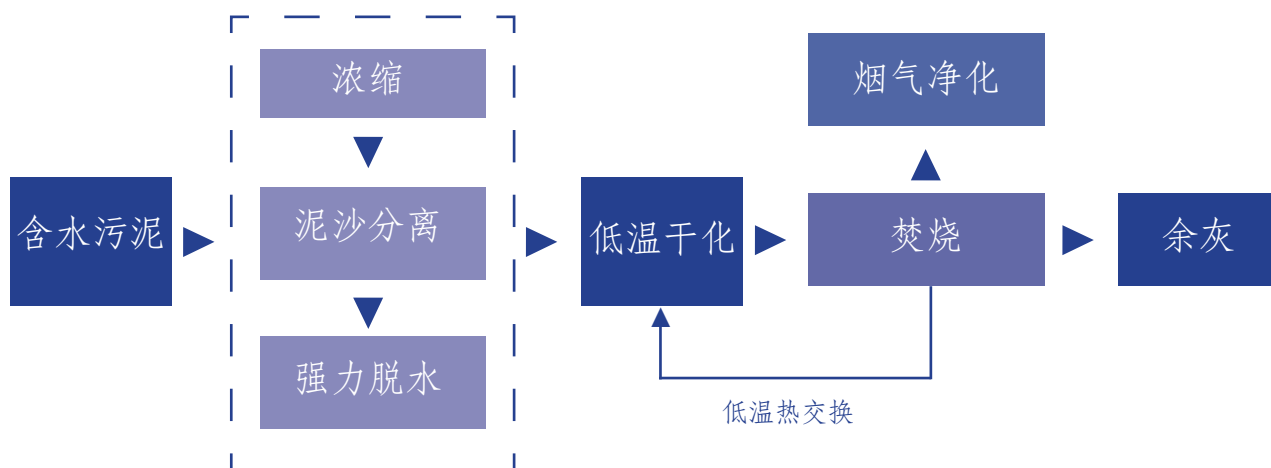 含水污泥
浓缩
泥沙分离
强力脱水
低温干化
烟气净化
焚烧
余灰
低温热交换